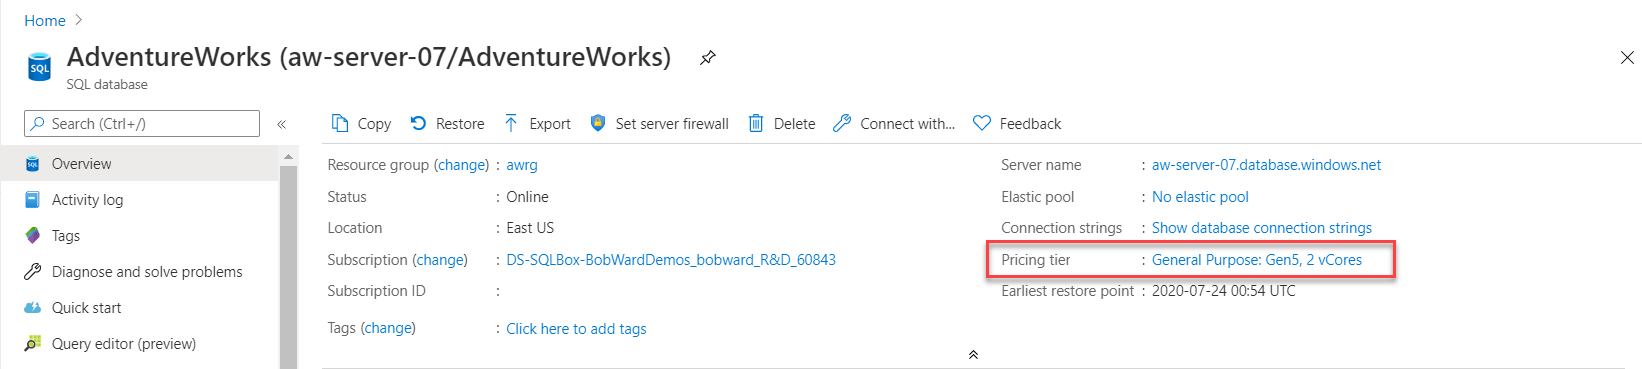 Home >
AdventureWorks (aw-server-07/AdventureWorks)
SQL
SQL database
Search (Ctrl+/)
«
Copy Restore Export Set server firewall Delete Connect with... Feedback
SQL Overview
Activity log
Tags
Diagnose and solve problems
Quick start
Query editor (preview)
Resource group (change) : awrg
Status : Online
Location : East US
Subscription (change) : DS-SQLBox-BobWardDemos_bobward_R&D_60843
Subscription ID :
Tags (change) : Click here to add tags
Server name : aw-server-07.database.windows.net
Elastic pool : No elastic pool
Connection strings : Show database connection strings
Pricing tier : General Purpose: Gen5, 2 vCores
Earliest restore point : 2020-07-24 00:54 UTC